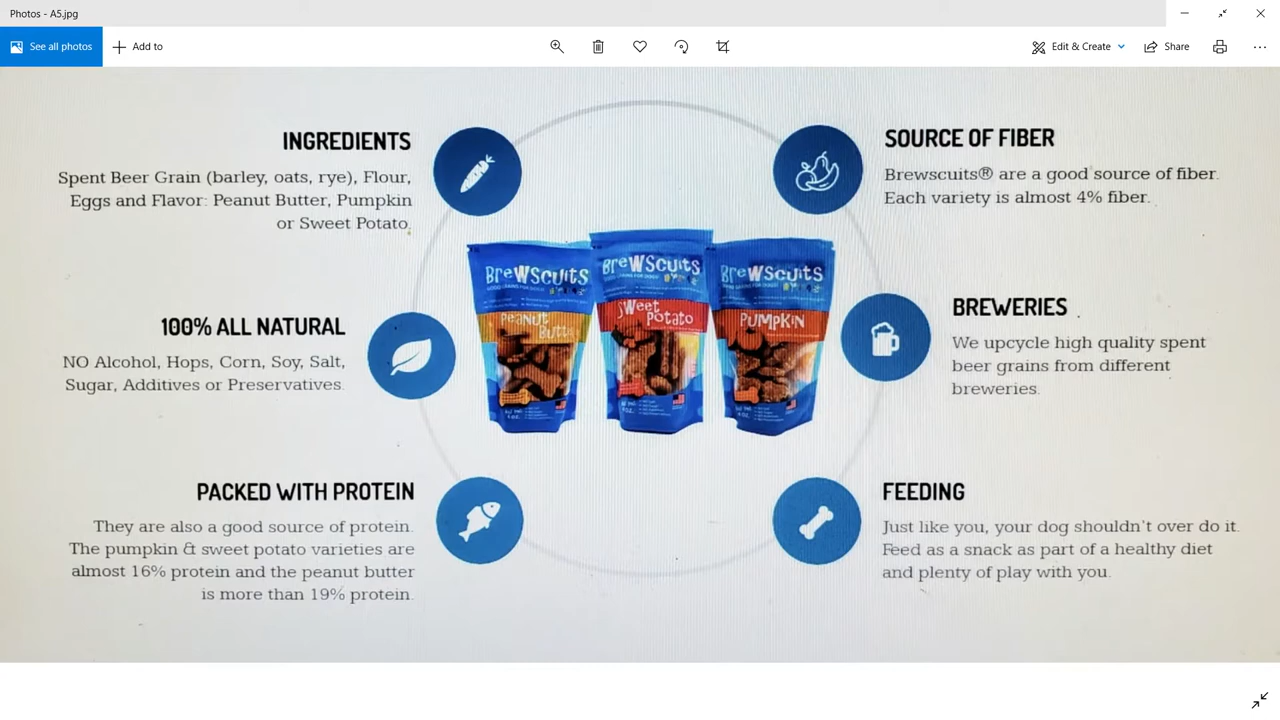 Photos - A5.jpg
See all photos
Add to
Edit & Create
Share
INGREDIENTS
Spent Beer Grain (barley, oats, rye), Flour,
Eggs and Flavor: Peanut Butter, Pumpkin
or Sweet Potato.
100% ALL NATURAL
NO Alcohol, Hops, Corn, Soy, Salt,
Sugar, Additives or Preservatives.
PACKED WITH PROTEIN
They are also a good source of protein.
The pumpkin & sweet potato varieties are
almost 16% protein and the peanut butter
is more than 19% protein.
BREWSCUITS
PEANUT
BUTTER
BREWSCUITS
GOOD GRAINS FOR DOGS!
SWEET
POTATO
BREWSCUITS
PUMPKIN
SOURCE OF FIBER
Brewscuits® are a good source of fiber.
Each variety is almost 4% fiber.
BREWERIES
We upcycle high quality spent
beer grains from different
breweries.
FEEDING
Just like you, your dog shouldn't over do it.
Feed as a snack as part of a healthy diet
and plenty of play with you.